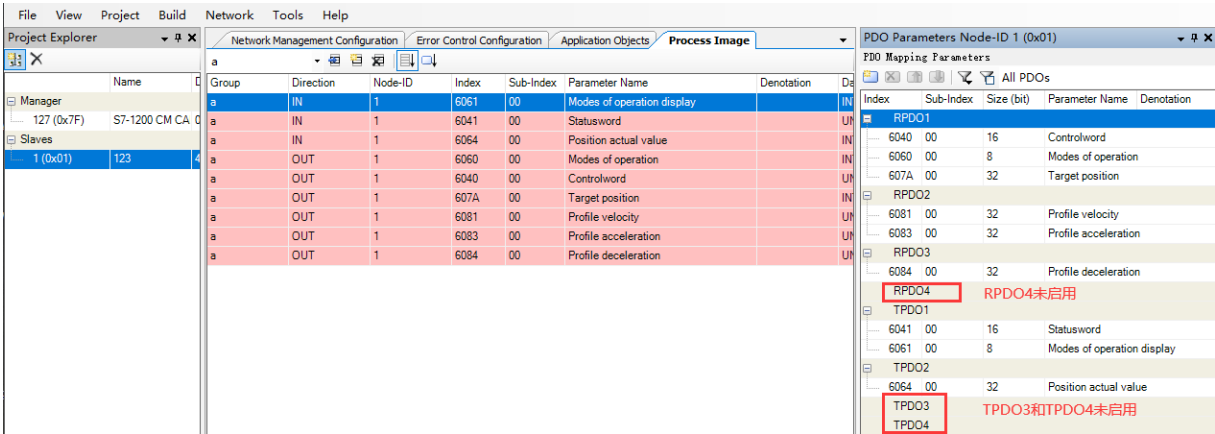 File View Project Build Network Tools Help
Project Explorer
Name
Manager
127 (0x7F) S7-1200 CM CA
Slaves
1 (0x01) 123
Network Management Configuration Error Control Configuration Application Objects Process Image
a
Group Direction Node-ID Index Sub-Index Parameter Name Denotation Da
a IN 1 6061 00 Modes of operation display IN
a IN 1 6041 00 Statusword UN
a IN 1 6064 00 Position actual value IN
a OUT 1 6060 00 Modes of operation IN
a OUT 1 6040 00 Controlword UN
a OUT 1 607A 00 Target position IN
a OUT 1 6081 00 Profile velocity UN
a OUT 1 6083 00 Profile acceleration UN
a OUT 1 6084 00 Profile deceleration UN
PDO Parameters Node-ID 1 (0x01)
PDO Mapping Parameters
All PDOs
Index Sub-Index Size (bit) Parameter Name Denotation
RPDO1
6040 00 16 Controlword
6060 00 8 Modes of operation
607A 00 32 Target position
RPDO2
6081 00 32 Profile velocity
6083 00 32 Profile acceleration
RPDO3
6084 00 32 Profile deceleration
RPDO4 RPDO4未启用
TPDO1
6041 00 16 Statusword
6061 00 8 Modes of operation display
TPDO2
6064 00 32 Position actual value
TPDO3 TPDO3和TPDO4未启用
TPDO4